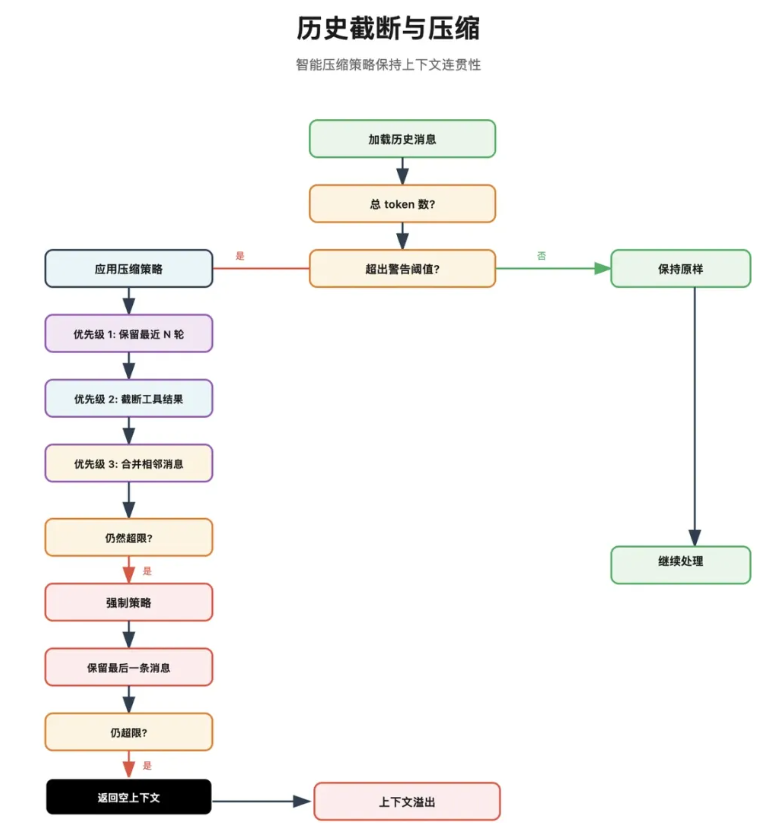 历史截断与压缩
智能压缩策略保持上下文连贯性
加载历史消息
总 token 数?
应用压缩策略
是
超出警告阈值?
否
保持原样
优先级 1: 保留最近 N 轮
优先级 2: 截断工具结果
优先级 3: 合并相邻消息
仍然超限?
是
继续处理
强制策略
保留最后一条消息
仍超限?
是
返回空上下文
上下文溢出